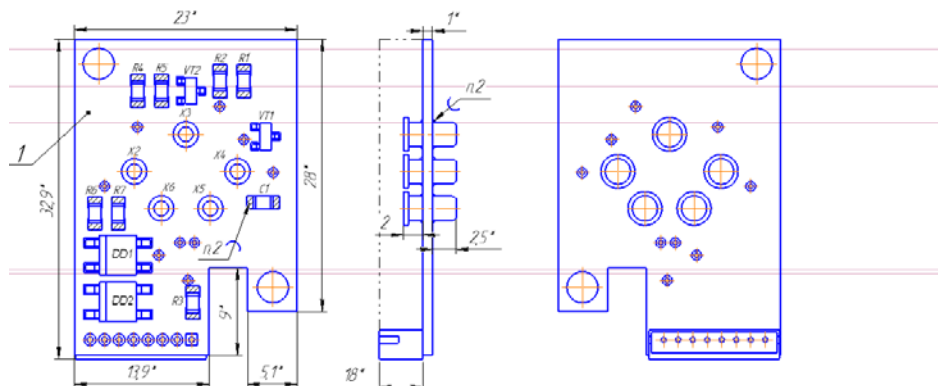 23*
1*
R4 R5 VT2 R2 R1
п.2
X3
VT1
1
X2
X4
32,9*
28*
R6 R7
X6
X5
C1
2
2,5*
п.2
DD1
DD2
R3
9*
13,9*
5,1*
18*